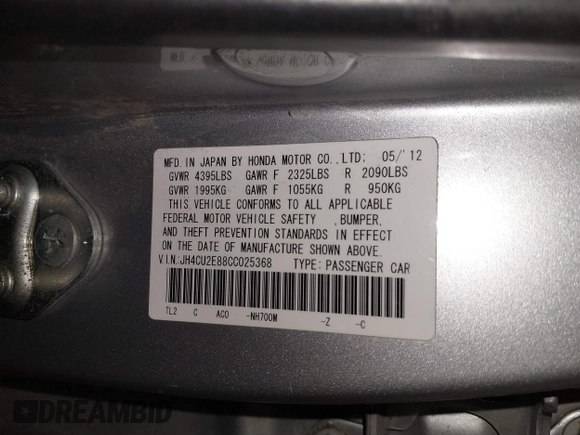 MFD. IN JAPAN BY HONDA MOTOR CO.,LTD: 05/'12
GVWR 4395LBS GAWR F 2325LBS R 2090LBS
GVWR 1995KG GAWR F 1055KG R 950KG
THIS VEHICLE CONFORMS TO ALL APPLICABLE
FEDERAL MOTOR VEHICLE SAFETY ,BUMPER,
AND THEFT PREVENTION STANDARDS IN EFFECT
ON THE DATE OF MANUFACTURE SHOWN ABOVE.
V.I.N.:JH4CU2E88CC025368 TYPE: PASSENGER CAR
TL2 C AC0 -NH700M -Z -C
DREAMBID